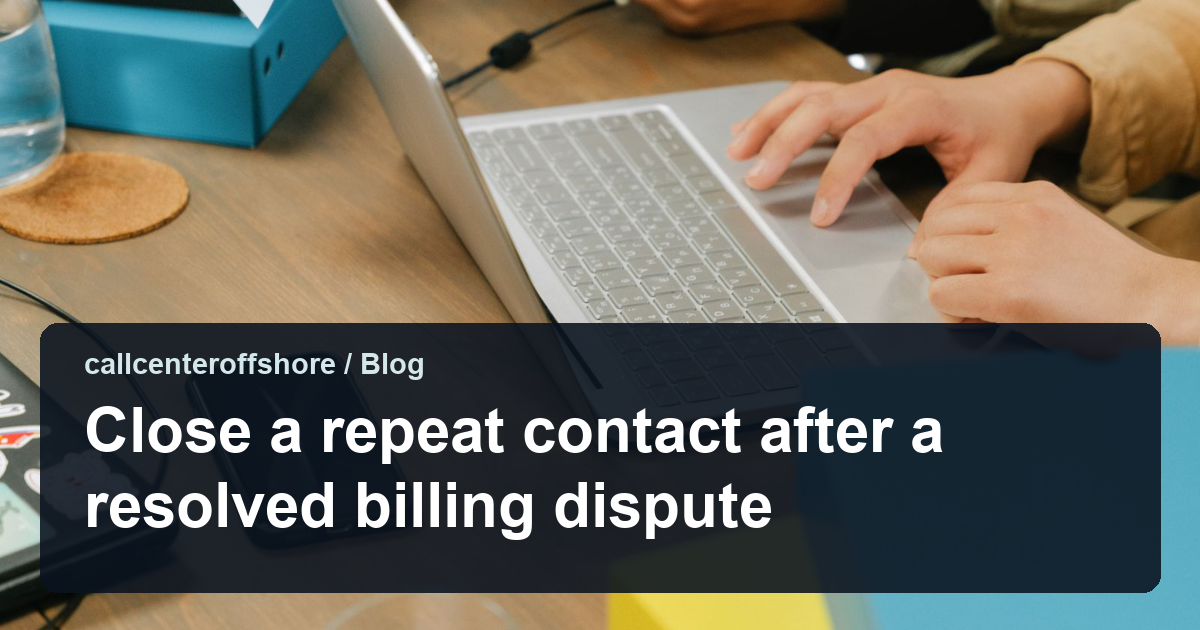 callcenteroffshore / Blog
Close a repeat contact after a
resolved billing dispute